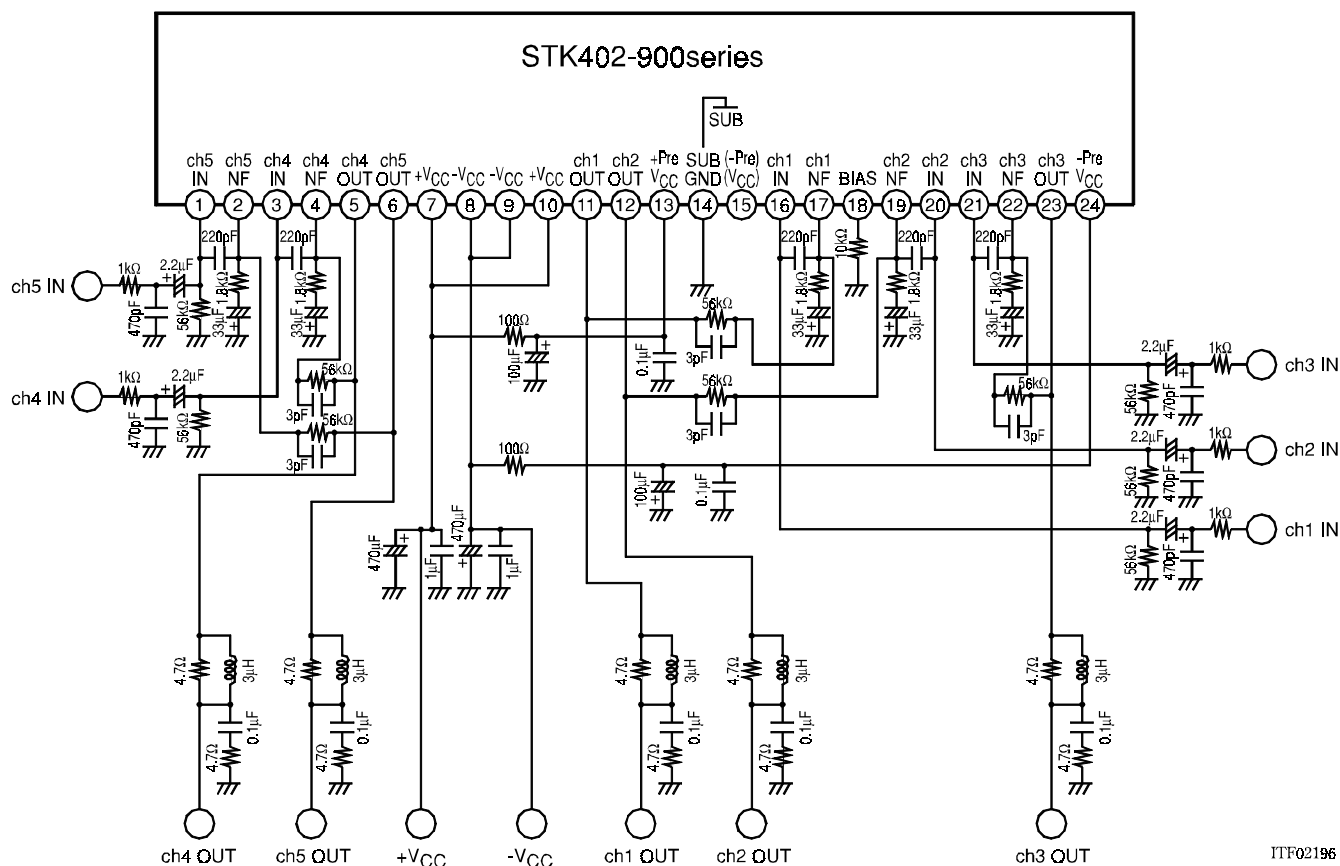 STK402-900series
SUB
ch5 IN
ch5 NF
ch4 IN
ch4 NF
ch4 OUT
ch5 OUT
+VCC
-VCC
-VCC
+VCC
ch1 OUT
ch2 OUT
+Pre VCC
SUB GND
(-Pre) (VCC)
ch1 IN
ch1 NF
BIAS
ch2 NF
ch2 IN
ch3 IN
ch3 NF
ch3 OUT
-Pre VCC
1 2 3 4 5 6 7 8 9 10 11 12 13 14 15 16 17 18 19 20 21 22 23 24
220pF
220pF
220pF
10kΩ
220pF
220pF
ch5 IN
1kΩ
2.2µF
+
470pF
56kΩ
1.8kΩ
33µF
+
1.8kΩ
33µF
+
100Ω
100µF
+
0.1µF
56kΩ
3pF
1.8kΩ
33µF
+
1.8kΩ
33µF
+
1.8kΩ
33µF
+
ch4 IN
1kΩ
2.2µF
+
470pF
56kΩ
56kΩ
3pF
56kΩ
3pF
56kΩ
3pF
56kΩ
3pF
2.2µF
+
1kΩ
56kΩ
470pF
ch3 IN
100Ω
100µF
+
0.1µF
2.2µF
+
1kΩ
56kΩ
470pF
ch2 IN
2.2µF
+
1kΩ
56kΩ
470pF
ch1 IN
470µF
+
1µF
470µF
+
1µF
4.7Ω
3µH
4.7Ω
3µH
4.7Ω
3µH
4.7Ω
3µH
4.7Ω
3µH
4.7Ω
0.1µF
4.7Ω
0.1µF
4.7Ω
0.1µF
4.7Ω
0.1µF
4.7Ω
0.1µF
ch4 OUT
ch5 OUT
+VCC
-VCC
ch1 OUT
ch2 OUT
ch3 OUT
ITF02196